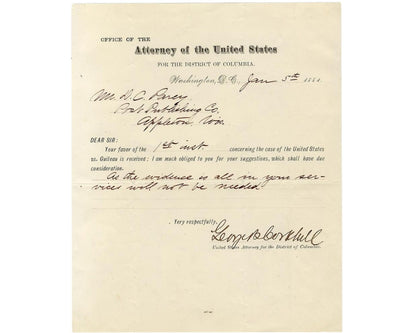 OFFICE OF THE
Attorney of the United States
FOR THE DISTRICT OF COLUMBIA.
Washington, D.C., Jan 5th 1882.
Mr. D. C. Pavey
Post Publishing Co.
Appleton, Wis.
DEAR SIR:
Your favor of the 1st inst. concerning the case of the United States
vs. Guiteau is received: I am much obliged to you for your suggestions, which shall have due
consideration.
As the evidence is all in your ser-
vices will not be needed.
Very respectfully,
George B Corkhill
United States Attorney for the District of Columbia.